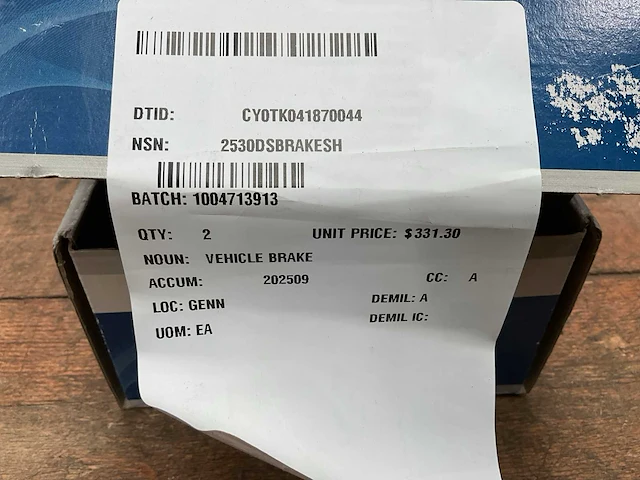 DTID: CY0TK041870044
NSN: 2530DSBRAKESH
BATCH: 1004713913
QTY: 2 UNIT PRICE: $331.30
NOUN: VEHICLE BRAKE
ACCUM: 202509 CC: A
LOC: GENN DEMIL: A
UOM: EA DEMIL IC: